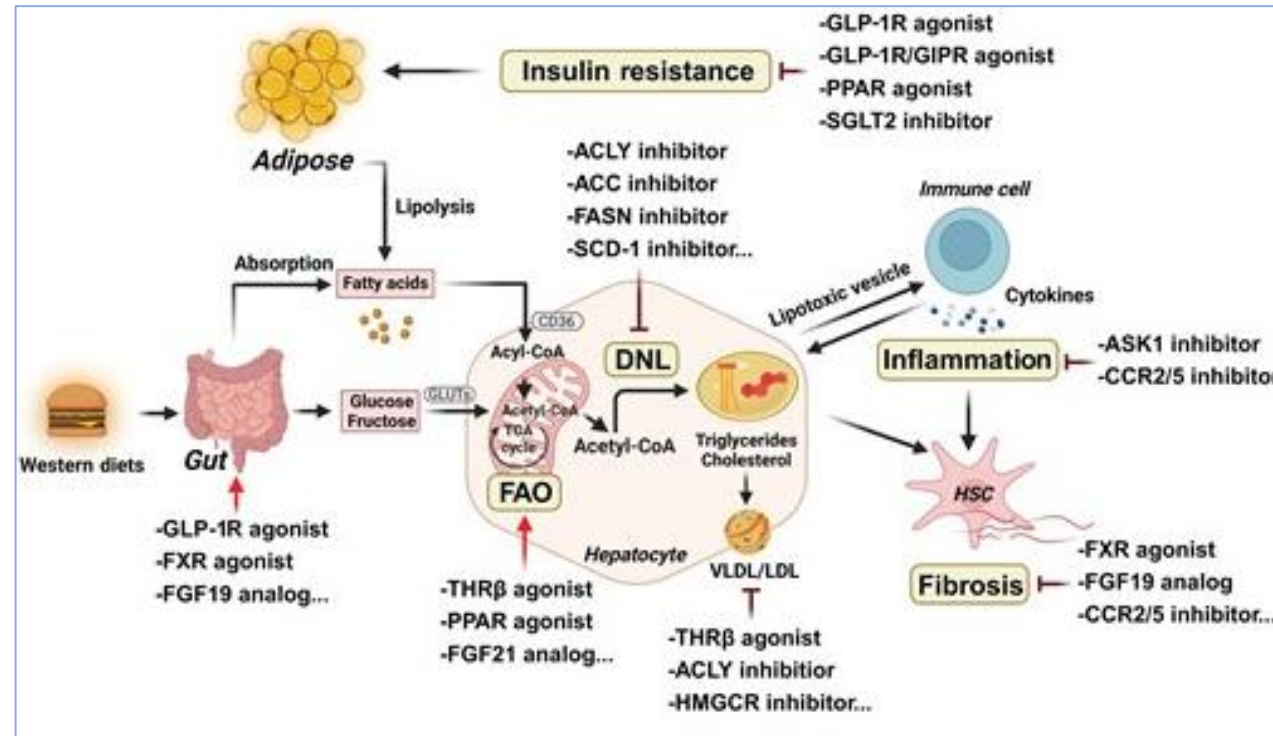 -GLP-1R agonist
-GLP-1R/GIPR agonist
-PPAR agonist
-SGLT2 inhibitor
Insulin resistance
Adipose
Lipolysis
-ACLY inhibitor
-ACC inhibitor
-FASN inhibitor
-SCD-1 inhibitor...
Immune cell
Lipotoxic vesicle
Cytokines
Absorption
Fatty acids
CD36
Acyl-CoA
DNL
Inflammation
-ASK1 inhibitor
-CCR2/5 inhibitor
Western diets
Gut
Glucose
Fructose
GLUTs
Acetyl-CoA
TCA
cycle
Acetyl-CoA
Triglycerides
Cholesterol
FAO
Hepatocyte
VLDL/LDL
HSC
-GLP-1R agonist
-FXR agonist
-FGF19 analog...
-THRβ agonist
-PPAR agonist
-FGF21 analog...
-THRβ agonist
-ACLY inhibitior
-HMGCR inhibitor...
Fibrosis
-FXR agonist
-FGF19 analog
-CCR2/5 inhibitor...